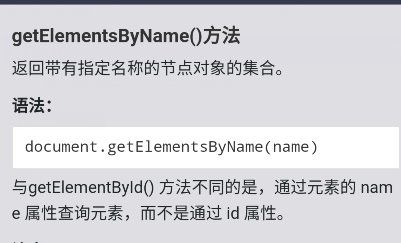 getElementsByName()方法
返回带有指定名称的节点对象的集合。
语法：
document.getElementsByName(name)
与getElementById() 方法不同的是，通过元素的 nam
e 属性查询元素，而不是通过 id 属性。